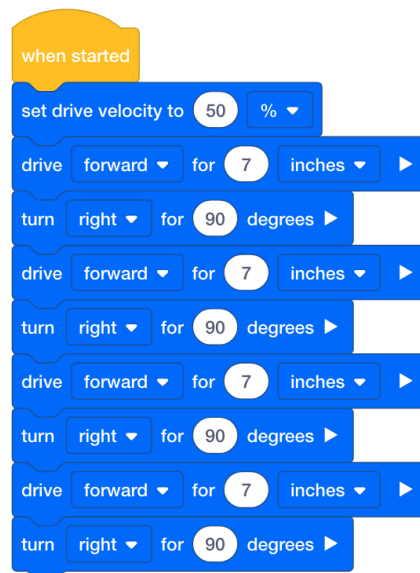 when started
set drive velocity to 50 %
drive forward for 7 inches
turn right for 90 degrees
drive forward for 7 inches
turn right for 90 degrees
drive forward for 7 inches
turn right for 90 degrees
drive forward for 7 inches
turn right for 90 degrees